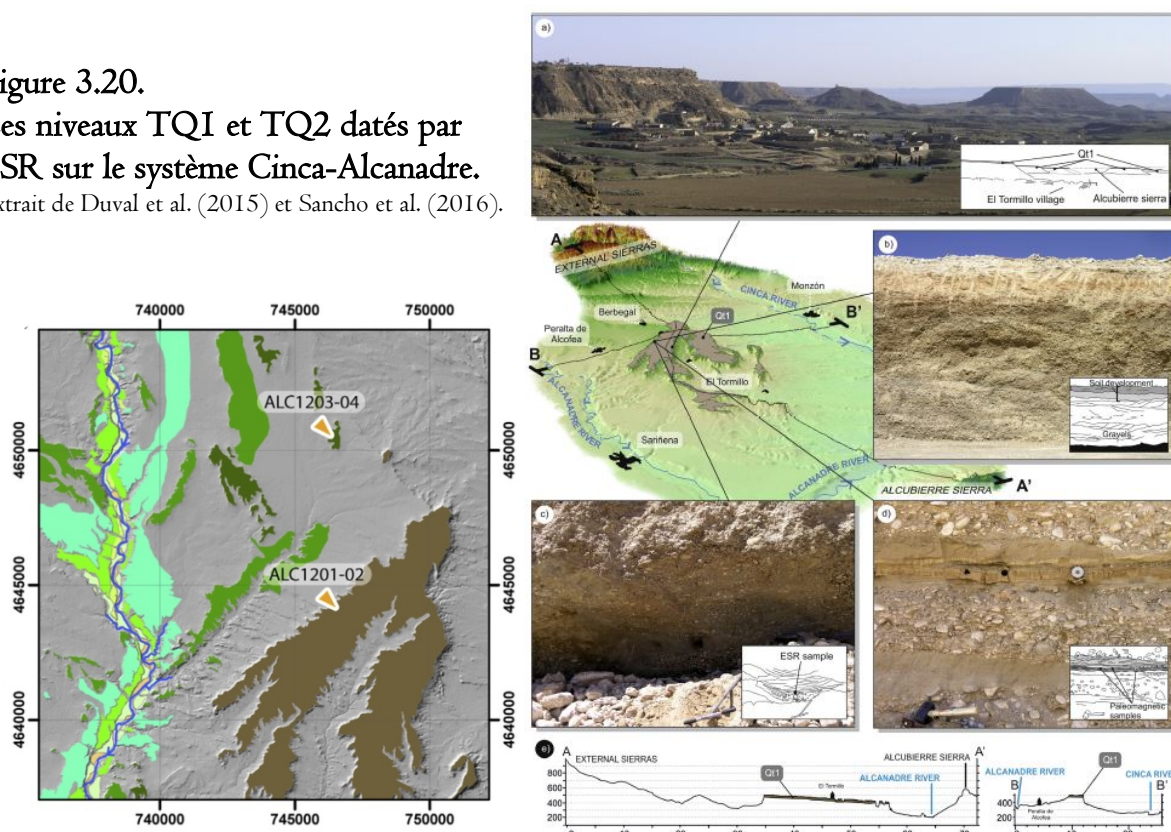 igure 3.20.
es niveaux TQ1 et TQ2 datés par
SR sur le système Cinca-Alcanadre.
xtrait de Duval et al. (2015) et Sancho et al. (2016).
740000 745000 750000
4650000 4650000
4645000 4645000
4640000 4640000
ALC1203-04
ALC1201-02
740000 745000 750000
a)
Qt1
El Tormillo village Alcubierre sierra
A
EXTERNAL SIERRAS
CINCA RIVER
Monzón
B'
Berbegal
Qt1
Peralta de
Alcofea
B
El Tormillo
ALCANADRE RIVER
Sariñena
ALCANADRE RIVER
ALCUBIERRE SIERRA A'
b)
Soil development
Gravels
c)
ESR sample
d)
Paleomagnetic
samples
e)
A EXTERNAL SIERRAS ALCUBIERRE SIERRA A'
Qt1
El Tormillo
ALCANADRE RIVER
800
600
400
200
ALCANADRE RIVER Qt1 CINCA RIVE
B B'
600
400
200
Peralta de
Alcofea